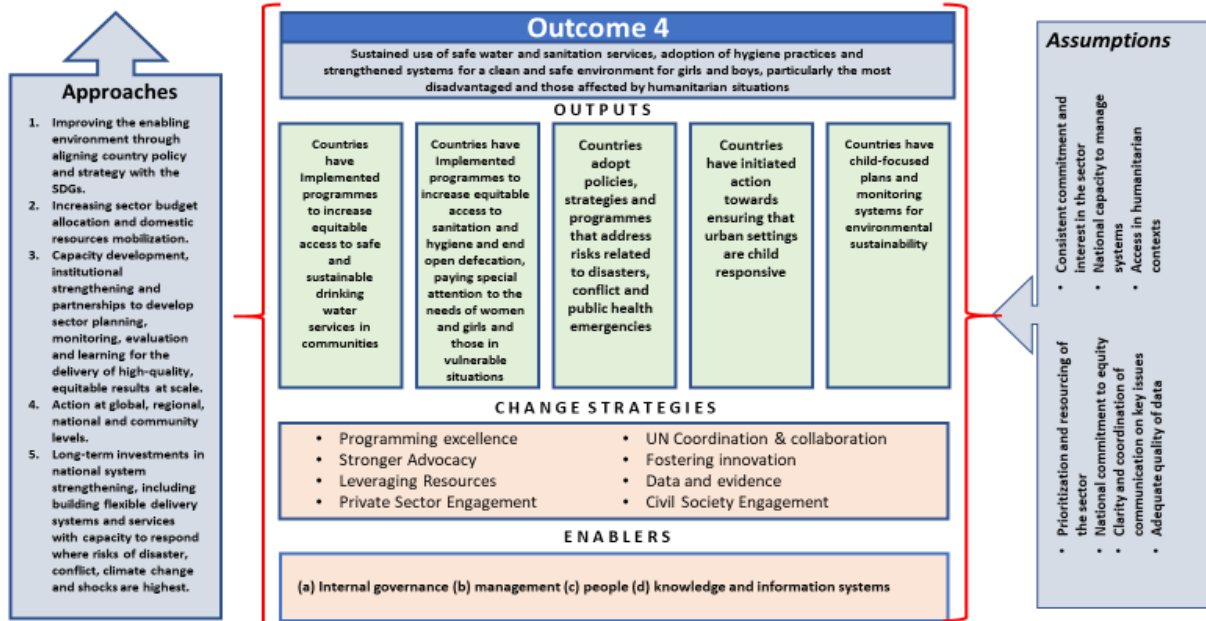 Approaches
1. Improving the enabling
environment through
aligning country policy
and strategy with the
SDGs.
2. Increasing sector budget
allocation and domestic
resources mobilization.
3. Capacity development,
institutional
strengthening and
partnerships to develop
sector planning,
monitoring, evaluation
and learning for the
delivery of high-quality,
equitable results at scale.
4. Action at global, regional,
national and community
levels.
5. Long-term investments in
national system
strengthening, including
building flexible delivery
systems and services
with capacity to respond
where risks of disaster,
conflict, climate change
and shocks are highest.
Outcome 4
Sustained use of safe water and sanitation services, adoption of hygiene practices and
strengthened systems for a clean and safe environment for girls and boys, particularly the most
disadvantaged and those affected by humanitarian situations
OUTPUTS
Countries
have
Implemented
programmes
to increase
equitable
access to safe
and
sustainable
drinking
water
services in
communities
Countries have
Implemented
programmes to
increase equitable
access to
sanitation and
hygiene and end
open defecation,
paying special
attention to the
needs of women
and girls and
those in
vulnerable
situations
Countries
adopt
policies,
strategies and
programmes
that address
risks related
to disasters,
conflict and
public health
emergencies
Countries
have initiated
action
towards
ensuring that
urban settings
are child
responsive
Countries have
child-focused
plans and
monitoring
systems for
environmental
sustainability
CHANGE STRATEGIES
• Programming excellence
• Stronger Advocacy
• Leveraging Resources
• Private Sector Engagement
• UN Coordination & collaboration
• Fostering innovation
• Data and evidence
• Civil Society Engagement
ENABLERS
(a) Internal governance (b) management (c) people (d) knowledge and information systems
Assumptions
• Consistent commitment and
interest in the sector
• National capacity to manage
systems
• Access in humanitarian
contexts
• Prioritization and resourcing of
the sector
• National commitment to equity
• Clarity and coordination of
communication on key issues
• Adequate quality of data